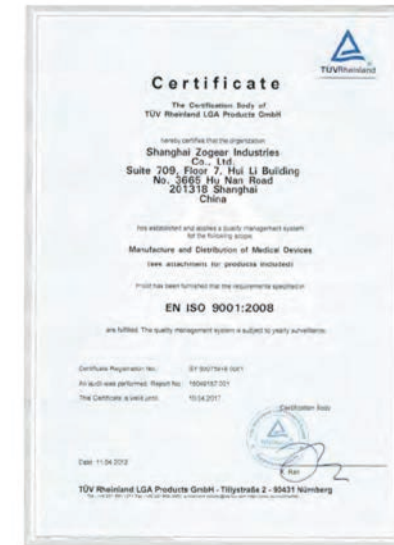 TÜVRheinland
Certificate
The Certification Body of
TÜV Rheinland LGA Products GmbH
hereby certifies that the organization
Shanghai Zogear Industries
Co., Ltd.
Suite 709, Floor 7, Hui Li Building
No. 3665 Hu Nan Road
201318 Shanghai
China
has established and applies a quality management system
for the following scope:
Manufacture and Distribution of Medical Devices
(see attachment for products included)
Proof has been furnished that the requirements specified in
EN ISO 9001:2008
are fulfilled. The quality management system is subject to yearly surveillance.
Certificate Registration No.:
An audit was performed. Report No.:
This Certificate is valid until:
Certification Body
Date
TÜV Rheinland LGA Products GmbH - Tillystraße 2 - 90431 Nürnberg